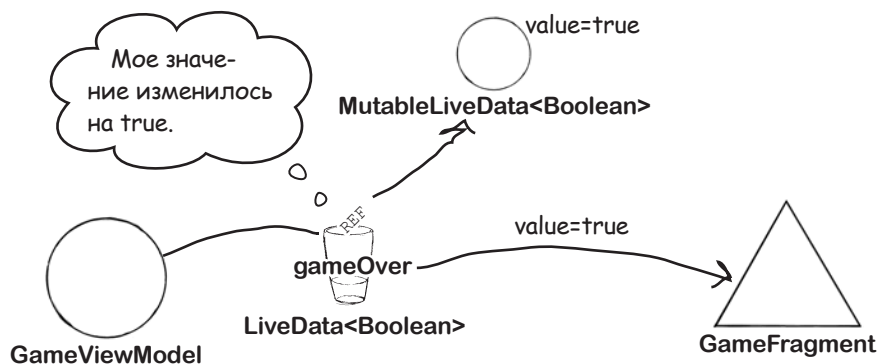 Мое значе-
ние изменилось
на true.
value=true
MutableLiveData<Boolean>
REF
value=true
gameOver
LiveData<Boolean>
GameViewModel
GameFragment